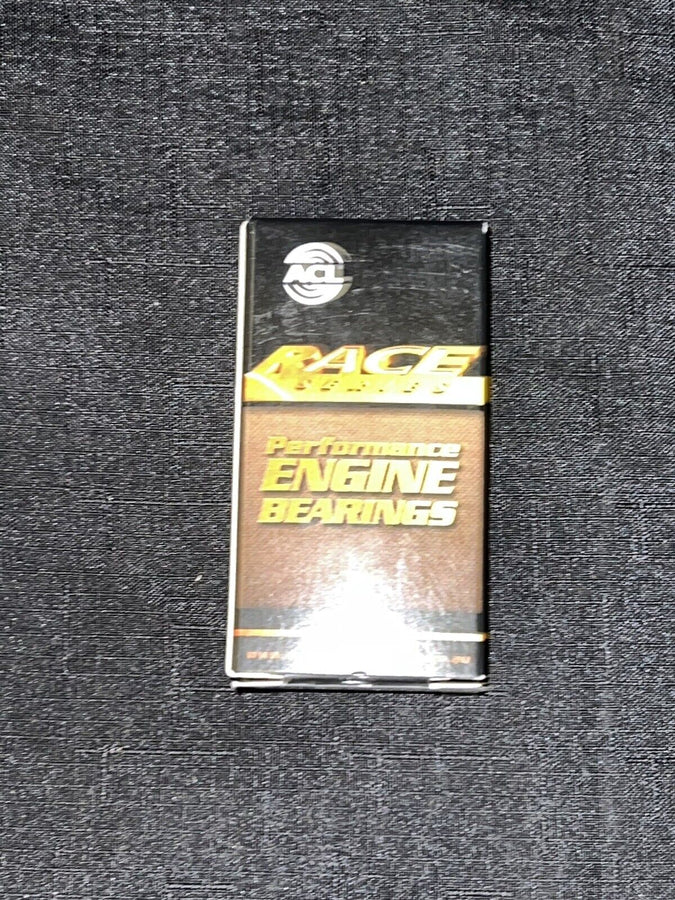 ACL
RACE
SERIES
Performance
ENGINE
BEARINGS